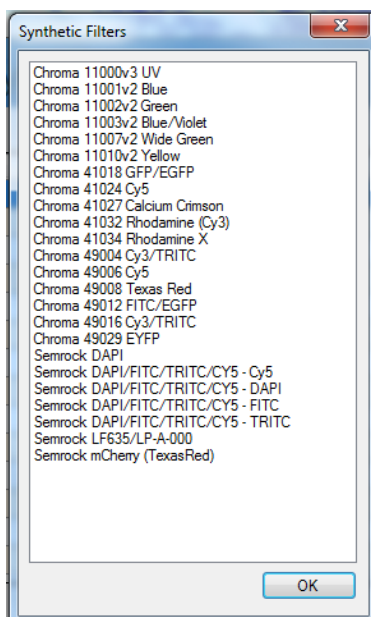 Synthetic Filters
Chroma 11000v3 UV
Chroma 11001v2 Blue
Chroma 11002v2 Green
Chroma 11003v2 Blue/Violet
Chroma 11007v2 Wide Green
Chroma 11010v2 Yellow
Chroma 41018 GFP/EGFP
Chroma 41024 Cy5
Chroma 41027 Calcium Crimson
Chroma 41032 Rhodamine (Cy3)
Chroma 41034 Rhodamine X
Chroma 49004 Cy3/TRITC
Chroma 49006 Cy5
Chroma 49008 Texas Red
Chroma 49012 FITC/EGFP
Chroma 49016 Cy3/TRITC
Chroma 49029 EYFP
Semrock DAPI
Semrock DAPI/FITC/TRITC/CY5 - Cy5
Semrock DAPI/FITC/TRITC/CY5 - DAPI
Semrock DAPI/FITC/TRITC/CY5 - FITC
Semrock DAPI/FITC/TRITC/CY5 - TRITC
Semrock LF635/LP-A-000
Semrock mCherry (TexasRed)
OK